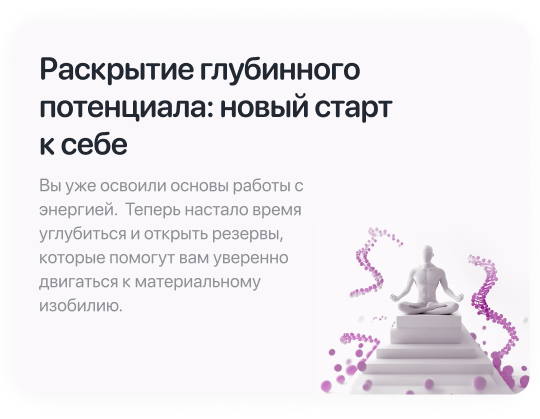 Раскрытие глубинного
потенциала: новый старт
к себе
Вы уже освоили основы работы с
энергией.  Теперь настало время
углубиться и открыть резервы,
которые помогут вам уверенно
двигаться к материальному
изобилию.